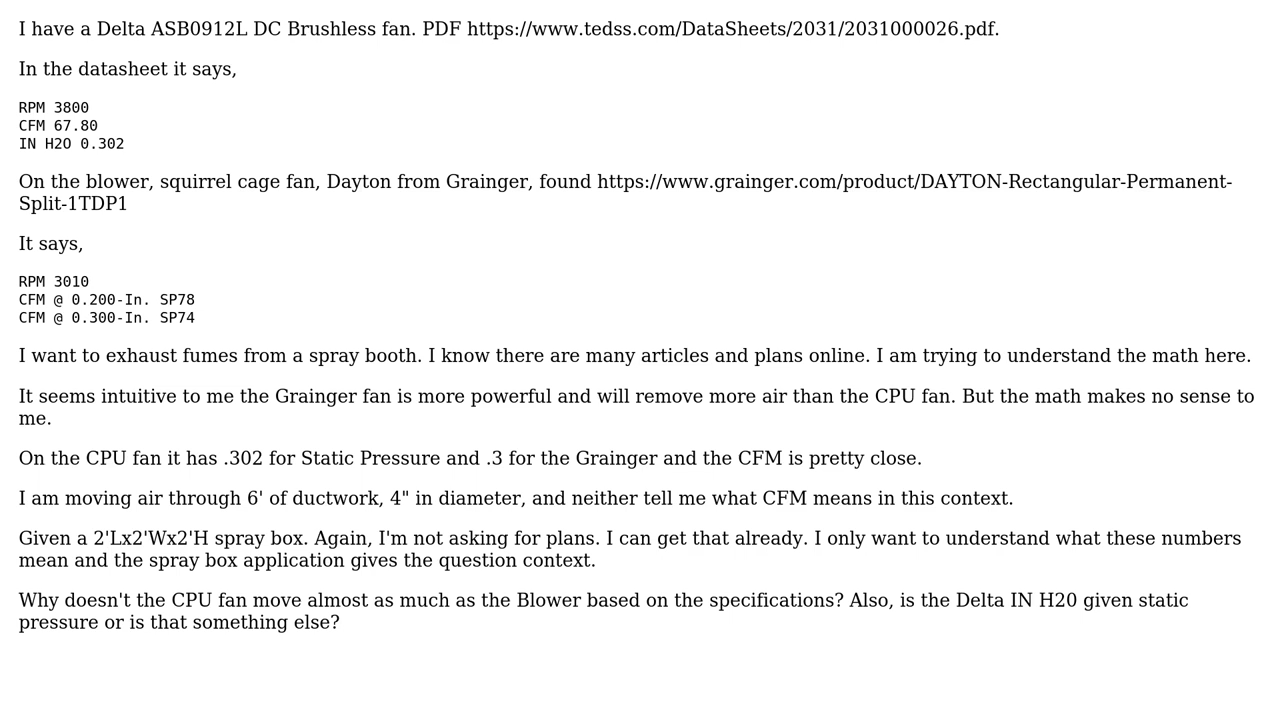 I have a Delta ASB0912L DC Brushless fan. PDF https://www.tedss.com/DataSheets/2031/2031000026.pdf.
In the datasheet it says,
RPM 3800
CFM 67.80
IN H2O 0.302
On the blower, squirrel cage fan, Dayton from Grainger, found https://www.grainger.com/product/DAYTON-Rectangular-Permanent-
Split-1TDP1
It says,
RPM 3010
CFM @ 0.200-In. SP78
CFM @ 0.300-In. SP74
I want to exhaust fumes from a spray booth. I know there are many articles and plans online. I am trying to understand the math here.
It seems intuitive to me the Grainger fan is more powerful and will remove more air than the CPU fan. But the math makes no sense to
me.
On the CPU fan it has .302 for Static Pressure and .3 for the Grainger and the CFM is pretty close.
I am moving air through 6' of ductwork, 4" in diameter, and neither tell me what CFM means in this context.
Given a 2'Lx2'Wx2'H spray box. Again, I'm not asking for plans. I can get that already. I only want to understand what these numbers
mean and the spray box application gives the question context.
Why doesn't the CPU fan move almost as much as the Blower based on the specifications? Also, is the Delta IN H20 given static
pressure or is that something else?